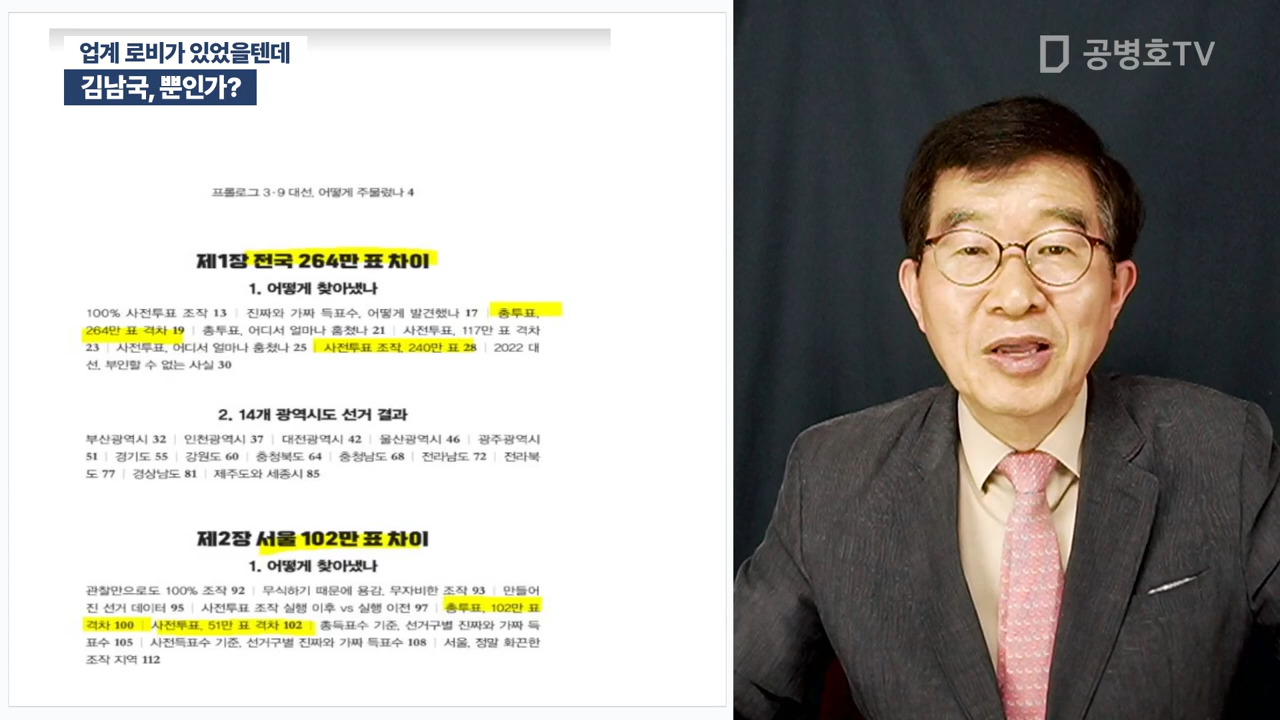 업계 로비가 있었을텐데
김남국, 뿐인가?
공병호TV
프롤로그 3·9 대선, 어떻게 주물렀나 4
제1장 전국 264만 표 차이
1. 어떻게 찾아냈나
100% 사전투표 조작 13 | 진짜와 가짜 득표수, 어떻게 발견했나 17 | 총투표,
264만 표 격차 19 | 총투표, 어디서 얼마나 훔쳤나 21 | 사전투표, 117만 표 격차
23 | 사전투표, 어디서 얼마나 훔쳤나 25 | 사전투표 조작, 240만 표 28 | 2022 대
선, 부인할 수 없는 사실 30
2. 14개 광역시도 선거 결과
부산광역시 32 | 인천광역시 37 | 대전광역시 42 | 울산광역시 46 | 광주광역시
51 | 경기도 55 | 강원도 60 | 충청북도 64 | 충청남도 68 | 전라남도 72 | 전라북
도 77 | 경상남도 81 | 제주도와 세종시 85
제2장 서울 102만 표 차이
1. 어떻게 찾아냈나
관찰만으로도 100% 조작 92 | 무식하기 때문에 용감, 무자비한 조작 93 | 만들어
진 선거 데이터 95 | 사전투표 조작 실행 이후 vs 실행 이전 97 | 총투표, 102만 표
격차 100 | 사전투표, 51만 표 격차 102 | 총득표수 기준, 선거구별 진짜와 가짜 득
표수 105 | 사전득표수 기준, 선거구별 진짜와 가짜 득표수 108 | 서울, 정말 화끈한
조작 지역 112